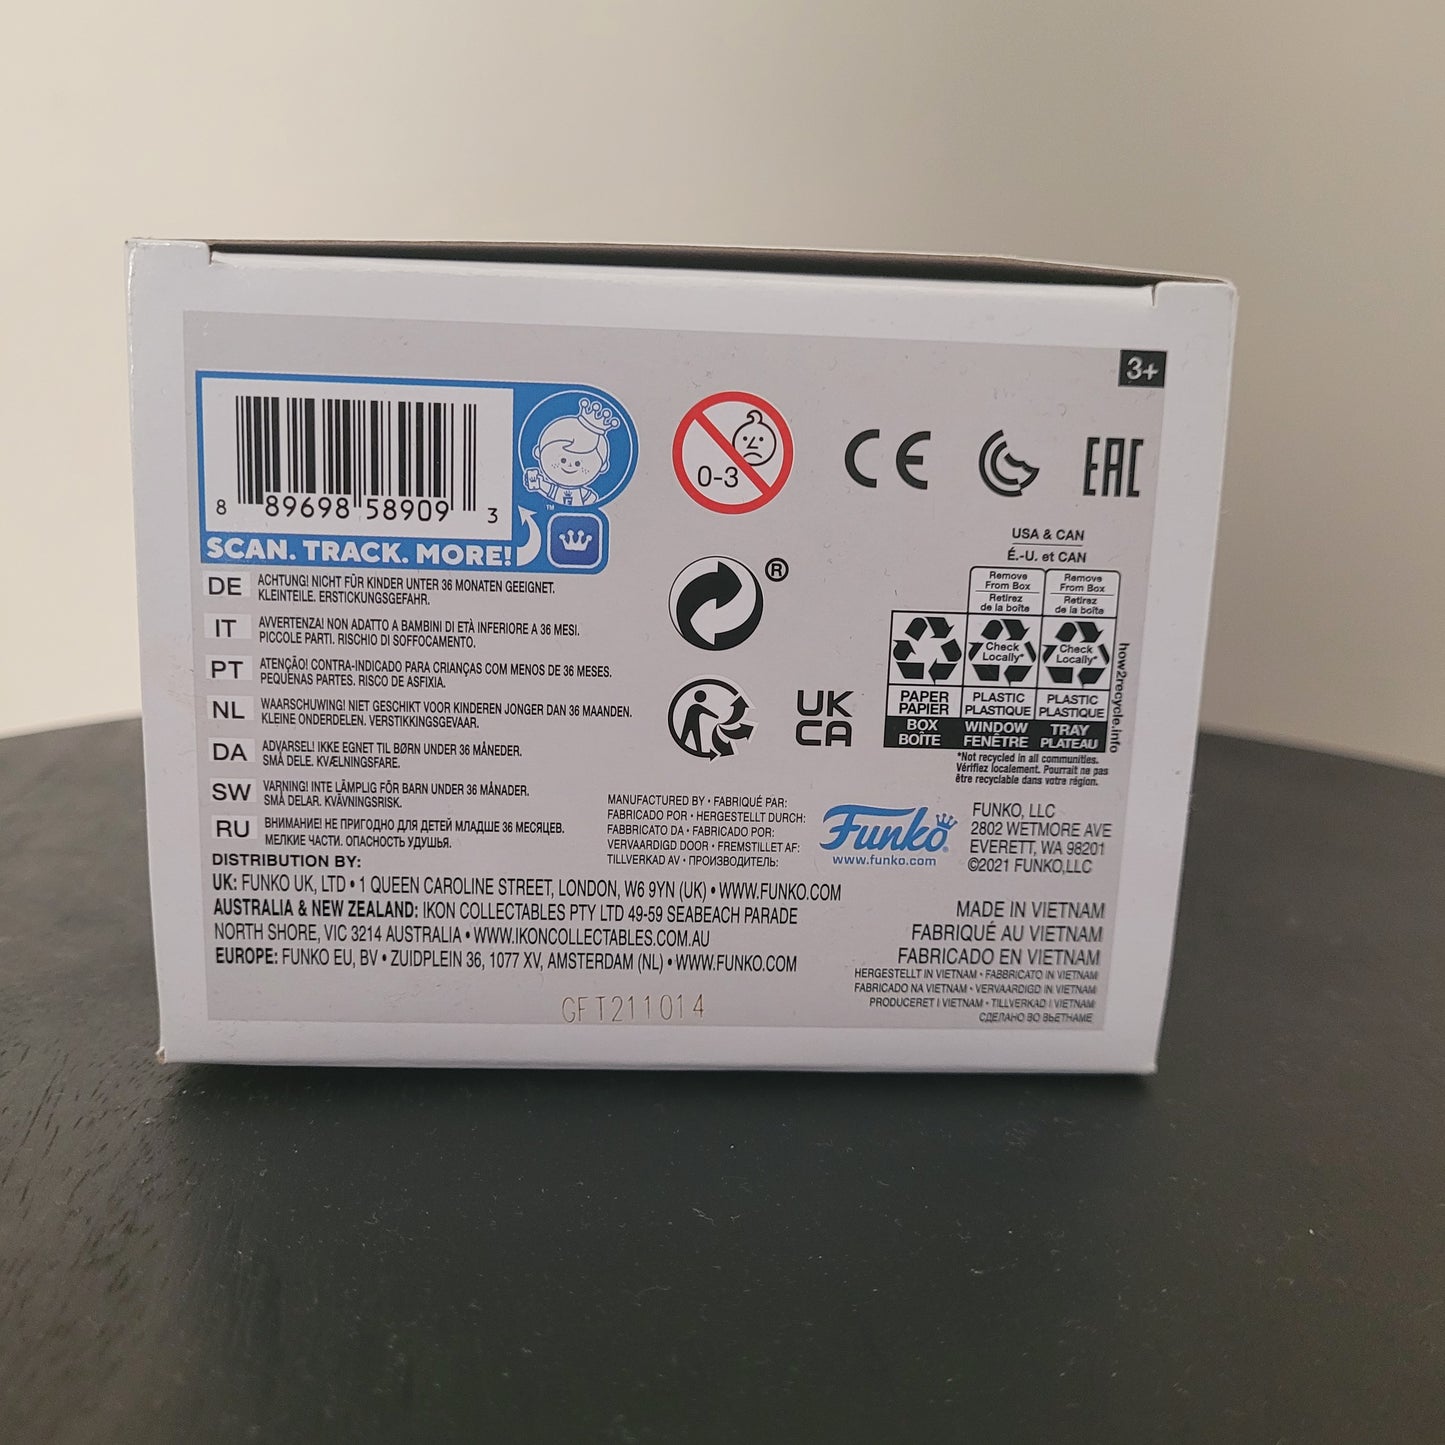 3+
8 89698 58909 3
SCAN. TRACK. MORE!
™
0-3
CE
EAC
®
UK
CA
USA & CAN
É.-U. et CAN
Remove
From Box
Retirez
de la boîte
Remove
From Box
Retirez
de la boîte
Check
Locally*
Check
Locally*
PAPER
PAPIER
PLASTIC
PLASTIQUE
PLASTIC
PLASTIQUE
BOX
BOÎTE
WINDOW
FENÊTRE
TRAY
PLATEAU
how2recycle.info
*Not recycled in all communities.
Vérifiez localement. Pourrait ne pas
être recyclable dans votre région.
DE ACHTUNG! NICHT FÜR KINDER UNTER 36 MONATEN GEEIGNET.
KLEINTEILE. ERSTICKUNGSGEFAHR.
IT AVVERTENZA! NON ADATTO A BAMBINI DI ETÀ INFERIORE A 36 MESI.
PICCOLE PARTI. RISCHIO DI SOFFOCAMENTO.
PT ATENÇÃO! CONTRA-INDICADO PARA CRIANÇAS COM MENOS DE 36 MESES.
PEQUENAS PARTES. RISCO DE ASFIXIA.
NL WAARSCHUWING! NIET GESCHIKT VOOR KINDEREN JONGER DAN 36 MAANDEN.
KLEINE ONDERDELEN. VERSTIKKINGSGEVAAR.
DA ADVARSEL! IKKE EGNET TIL BØRN UNDER 36 MÅNEDER.
SMÅ DELE. KVÆLNINGSFARE.
SW VARNING! INTE LÄMPLIG FÖR BARN UNDER 36 MÅNADER.
SMÅ DELAR. KVÄVNINGSRISK.
RU ВНИМАНИЕ! НЕ ПРИГОДНО ДЛЯ ДЕТЕЙ МЛАДШЕ 36 МЕСЯЦЕВ.
МЕЛКИЕ ЧАСТИ. ОПАСНОСТЬ УДУШЬЯ.
MANUFACTURED BY • FABRIQUÉ PAR:
FABRICADO POR • HERGESTELLT DURCH:
FABBRICATO DA • FABRICADO POR:
VERVAARDIGD DOOR • FREMSTILLET AF:
TILLVERKAD AV • ПРОИЗВОДИТЕЛЬ:
Funko®
www.funko.com
FUNKO, LLC
2802 WETMORE AVE
EVERETT, WA 98201
©2021 FUNKO,LLC
DISTRIBUTION BY:
UK: FUNKO UK, LTD • 1 QUEEN CAROLINE STREET, LONDON, W6 9YN (UK) • WWW.FUNKO.COM
AUSTRALIA & NEW ZEALAND: IKON COLLECTABLES PTY LTD 49-59 SEABEACH PARADE
NORTH SHORE, VIC 3214 AUSTRALIA • WWW.IKONCOLLECTABLES.COM.AU
EUROPE: FUNKO EU, BV • ZUIDPLEIN 36, 1077 XV, AMSTERDAM (NL) • WWW.FUNKO.COM
MADE IN VIETNAM
FABRIQUÉ AU VIETNAM
FABRICADO EN VIETNAM
HERGESTELLT IN VIETNAM • FABBRICATO IN VIETNAM
FABRICADO NA VIETNAM • VERVAARDIGD IN VIETNAM
PRODUCERET I VIETNAM • TILLVERKAD I VIETNAM
СДЕЛАНО ВО ВЬЕТНАМЕ
GFT211014